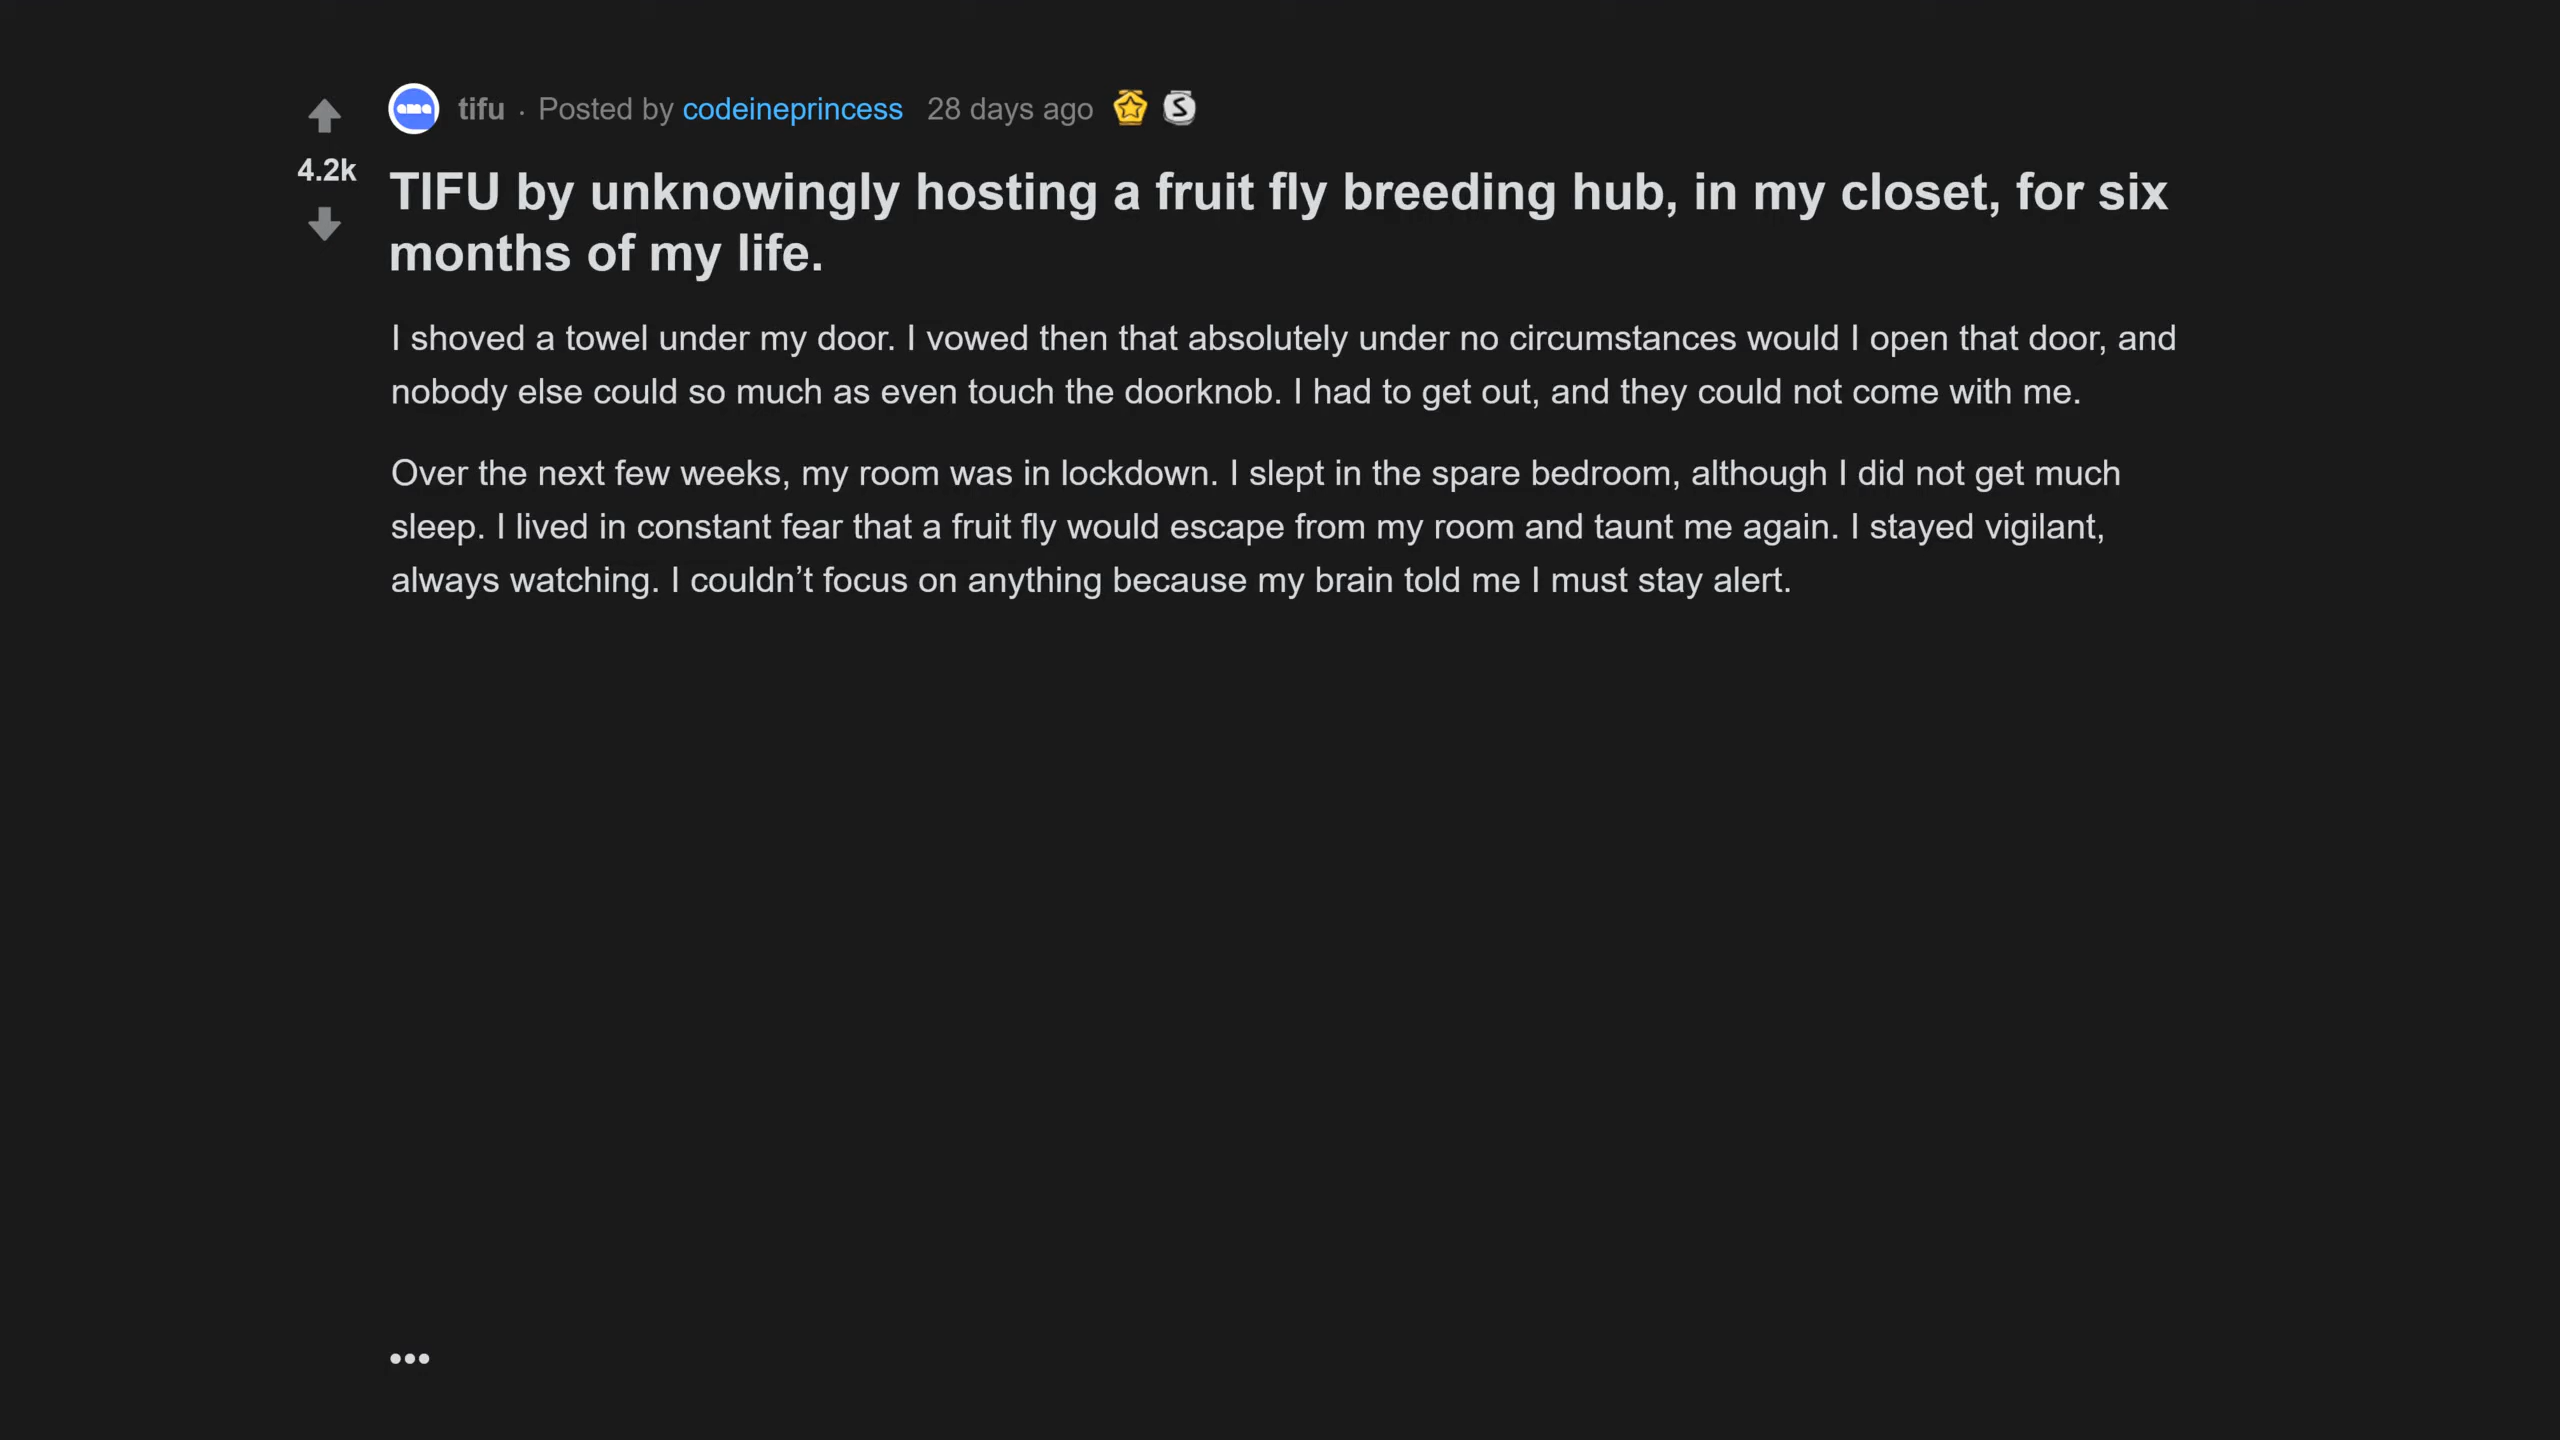 ama tifu · Posted by codeineprincess 28 days ago S
4.2k
TIFU by unknowingly hosting a fruit fly breeding hub, in my closet, for six
months of my life.
I shoved a towel under my door. I vowed then that absolutely under no circumstances would I open that door, and
nobody else could so much as even touch the doorknob. I had to get out, and they could not come with me.
Over the next few weeks, my room was in lockdown. I slept in the spare bedroom, although I did not get much
sleep. I lived in constant fear that a fruit fly would escape from my room and taunt me again. I stayed vigilant,
always watching. I couldn’t focus on anything because my brain told me I must stay alert.
•••